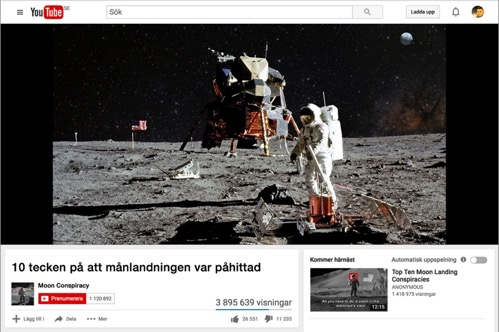 YouTube SE
Sök
Ladda upp
10 tecken på att månlandningen var påhittad
Moon Conspiracy
Prenumerera 1 120 892
3 895 639 visningar
Lägg till i Dela Mer
26 551 11 235
Kommer härnäst Automatisk uppspelning
Top Ten Moon Landing
Conspiracies
ANONYMOUS
1 418 975 visningar
12:15